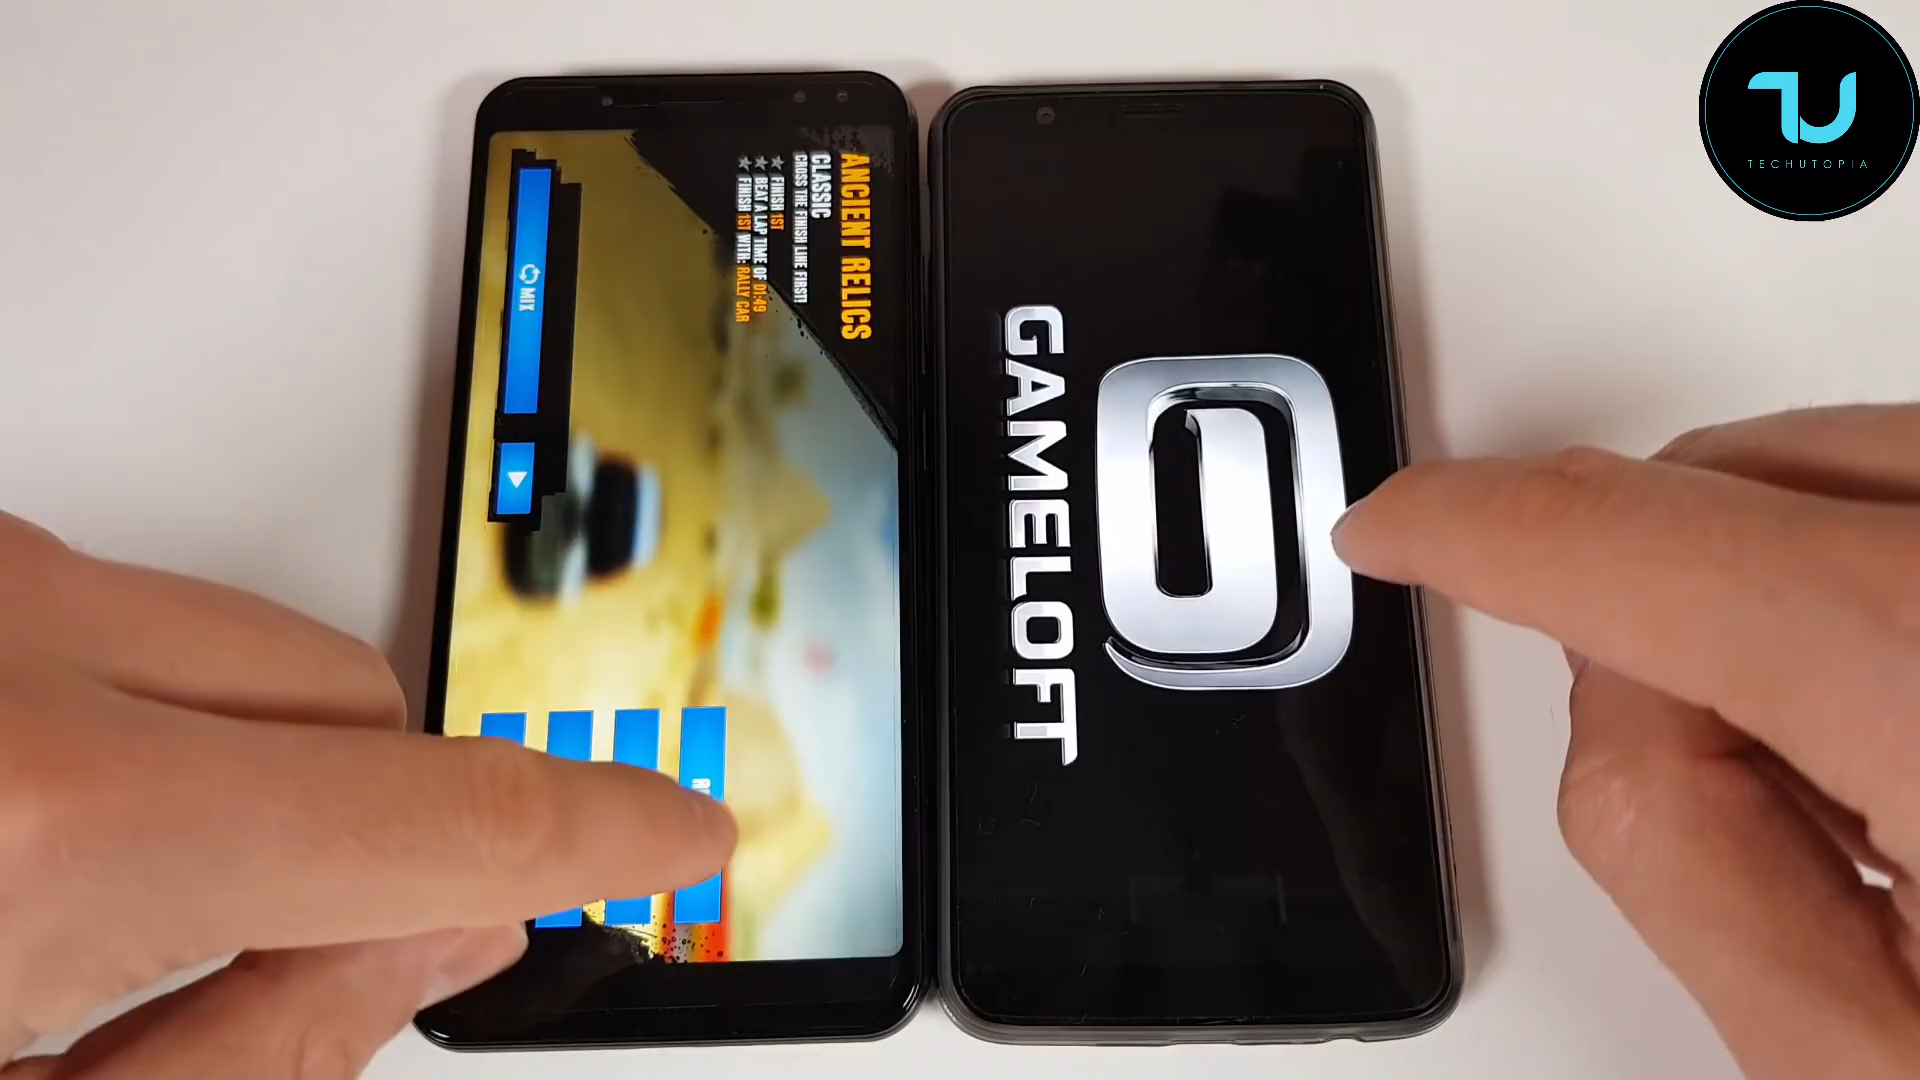 ANCIENT RELICS
CLASSIC
CROSS THE FINISH LINE FIRST!
FINISH 1ST
BEAT A LAP TIME OF 01:49
FINISH 1ST WITH: RALLY CAR
MIX
GAMELOFT
TU
TECHUTOPIA